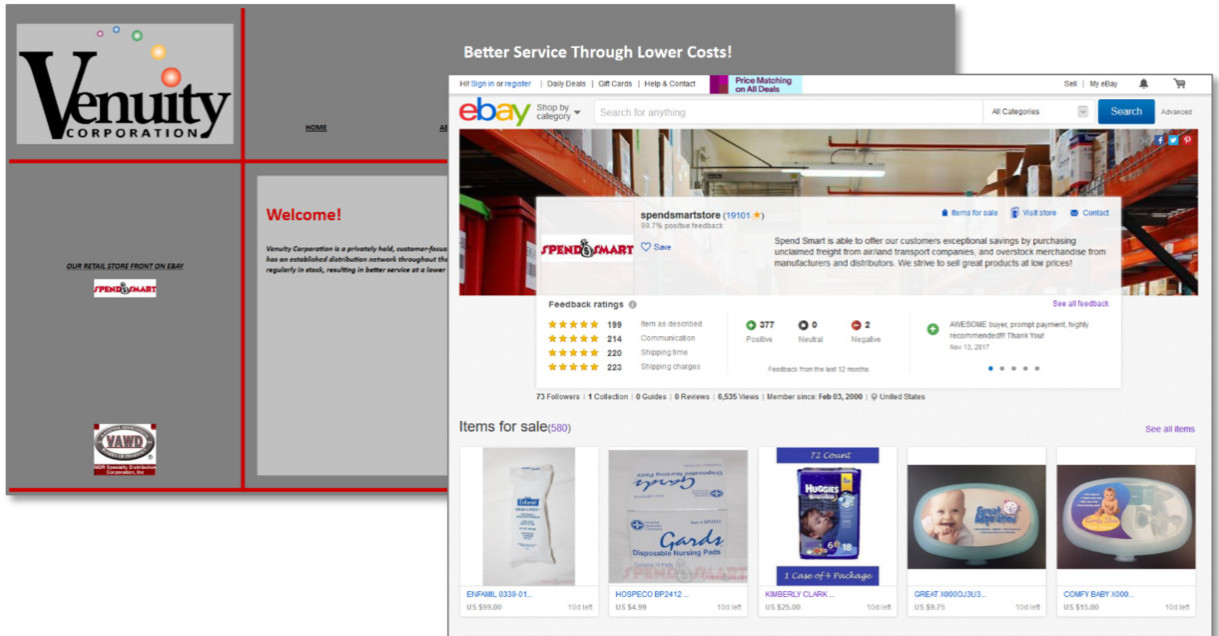 Venuity
CORPORATION
Better Service Through Lower Costs!
HOME
Welcome!
Venuity Corporation is a privately held, customer-focus
has an established distribution network throughout the
regularly in stock, resulting in better service at a lower
OUR RETAIL STORE FRONT ON EBAY
SPEND SMART
VAWD
Hi! Sign in or register | Daily Deals | Gift Cards | Help & Contact
Price Matching
on All Deals
Sell | My eBay
ebay
Shop by
category
Search for anything
All Categories
Search
Advanced
spendsmartstore (19101)
99.7% positive feedback
Items for sale
Visit store
Contact
SPEND SMART
Save
Spend Smart is able to offer our customers exceptional savings by purchasing
unclaimed freight from air/land transport companies, and overstock merchandise from
manufacturers and distributors. We strive to sell great products at low prices!
Feedback ratings
See all feedback
199 Item as described
214 Communication
220 Shipping time
223 Shipping charges
377 0 2
Positive Neutral Negative
Feedback from the last 12 months
AWESOME buyer, prompt payment, highly
recommended!!! Thank You!
Nov 13, 2017
73 Followers | 1 Collection | 0 Guides | 0 Reviews | 6,535 Views | Member since: Feb 03, 2000 | United States
Items for sale(580)
See all items
Enfamil
Gards
Disposable Nursing Pads
SPEND SMART
72 Count
HUGGIES
6 18
1 Case of 4 Package
ENFAMIL 0339-01...
US $99.00 10d left
HOSPECO BP2412 ...
US $4.99 10d left
KIMBERLY CLARK ...
US $25.00 10d left
GREAT X000OJ3U3...
US $9.75 10d left
COMFY BABY X000...
US $15.00 10d left